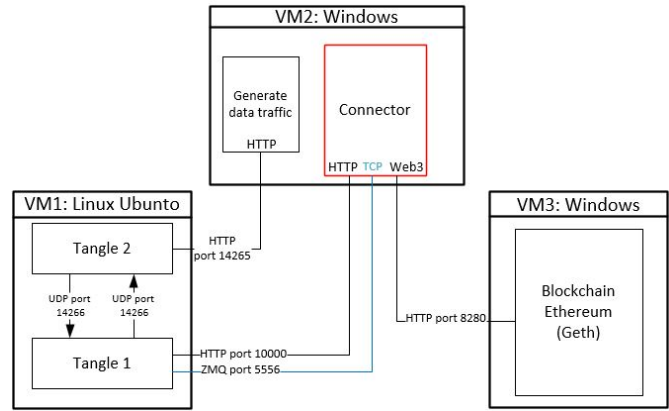 VM2: Windows
Generate
data traffic
HTTP
Connector
HTTP TCP Web3
VM1: Linux Ubunto
Tangle 2
HTTP
port 14265
UDP port
14266
UDP port
14266
Tangle 1
HTTP port 10000
ZMQ port 5556
VM3: Windows
Blockchain
Ethereum
(Geth)
HTTP port 8280